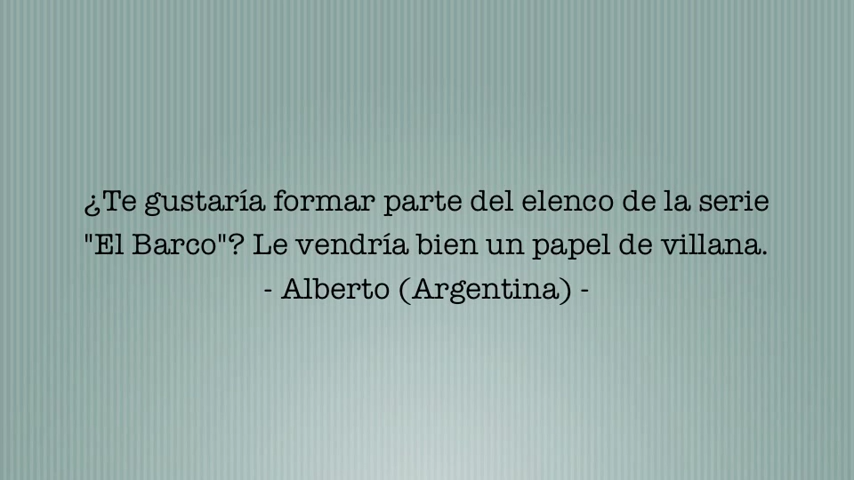 ¿Te gustaría formar parte del elenco de la serie
"El Barco"? Le vendría bien un papel de villana.
- Alberto (Argentina) -